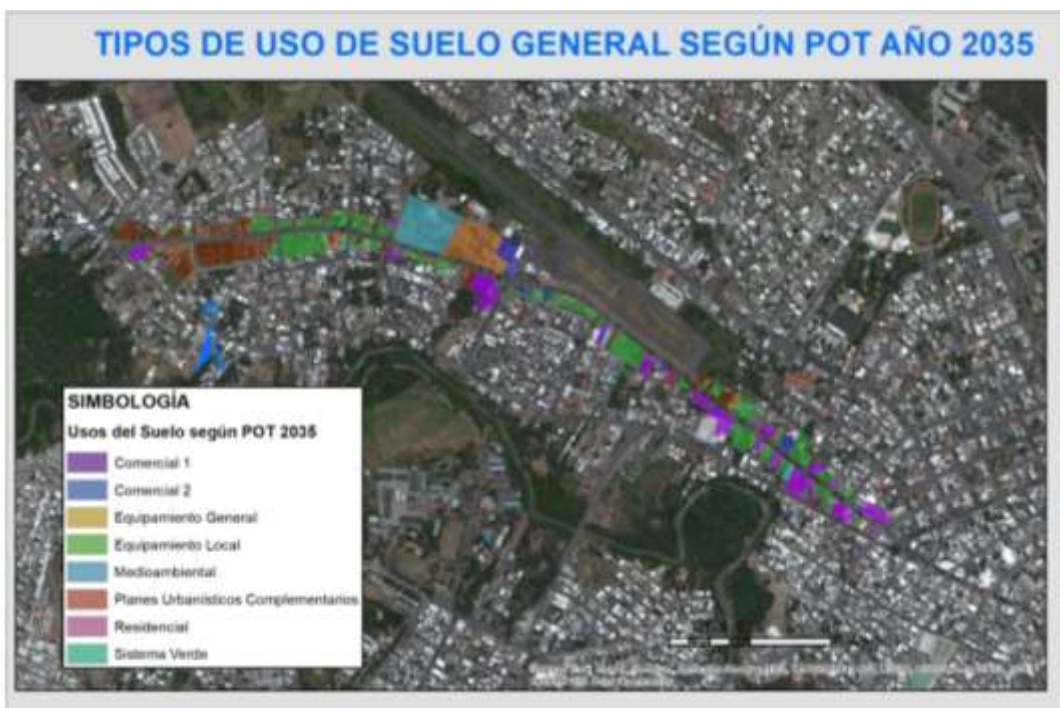 TIPOS DE USO DE SUELO GENERAL SEGÚN POT AÑO 2035
SIMBOLOGÍA
Usos del Suelo según POT 2035
Comercial 1
Comercial 2
Equipamiento General
Equipamiento Local
Medioambiental
Planes Urbanísticos Complementarios
Residencial
Sistema Verde